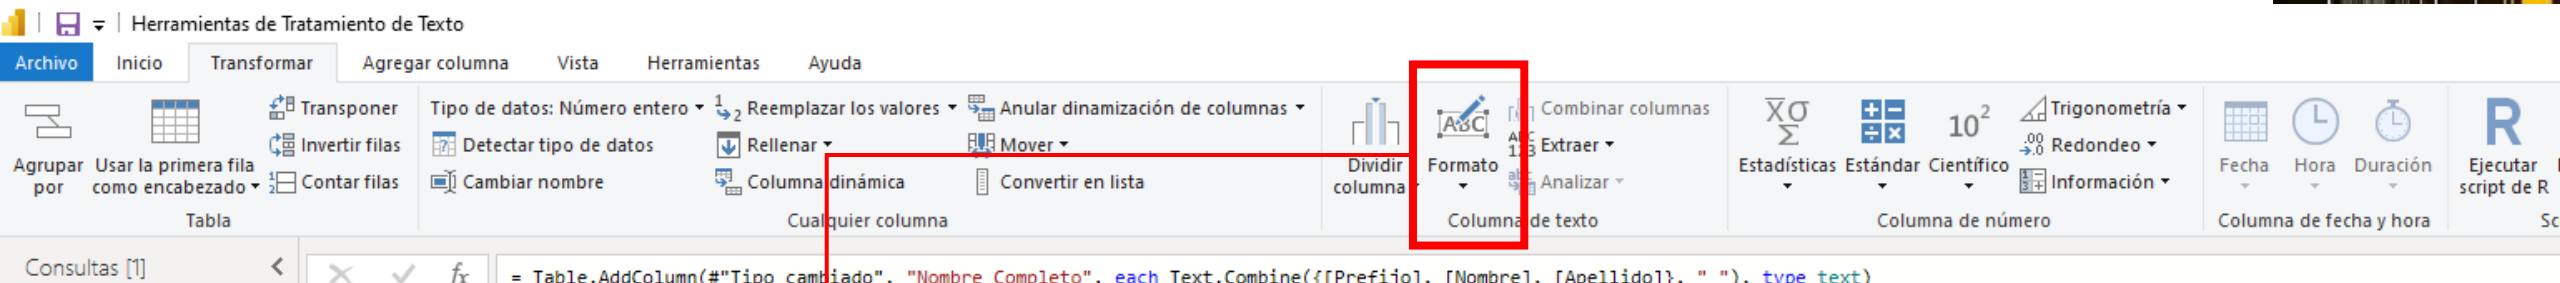 Herramientas de Tratamiento de Texto
Archivo Inicio Transformar Agregar columna Vista Herramientas Ayuda
Agrupar por
Usar la primera fila como encabezado
Transponer
Invertir filas
Contar filas
Tabla
Tipo de datos: Número entero
Detectar tipo de datos
Cambiar nombre
Reemplazar los valores
Rellenar
Columna dinámica
Anular dinamización de columnas
Mover
Convertir en lista
Cualquier columna
Dividir columna
ABC
Formato
Combinar columnas
Extraer
Analizar
Columna de texto
Estadísticas
Estándar
10²
Científico
Trigonometría
Redondeo
Información
Columna de número
Fecha
Hora
Duración
Columna de fecha y hora
R
Ejecutar script de R
Sc
Consultas [1]
fx
= Table.AddColumn(#"Tipo cambiado", "Nombre Completo", each Text.Combine({[Prefijo], [Nombre], [Apellido]}, " "), type text)